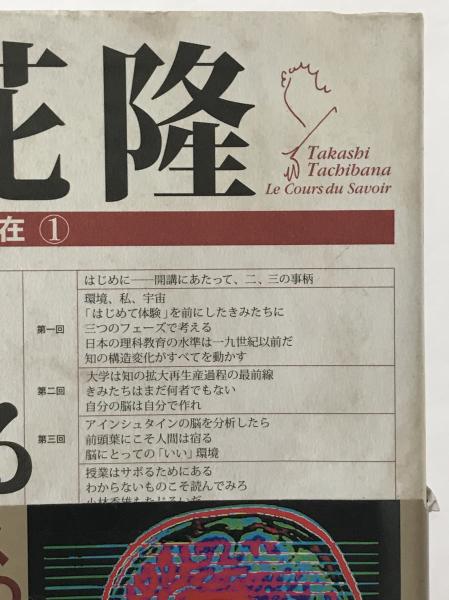 花隆
Takashi
Tachibana
Le Cours du Savoir
在 ①
はじめに――開講にあたって、二、三の事柄
第一回
環境、私、宇宙
「はじめて体験」を前にしたきみたちに
三つのフェーズで考える
日本の理科教育の水準は一九世紀以前だ
知の構造変化がすべてを動かす
第二回
大学は知の拡大再生産過程の最前線
きみたちはまだ何者でもない
自分の脳は自分で作れ
第三回
アインシュタインの脳を分析したら
前頭葉にこそ人間は宿る
脳にとっての「いい」環境
授業はサボるためにある
わからないものこそ読んでみろ
る